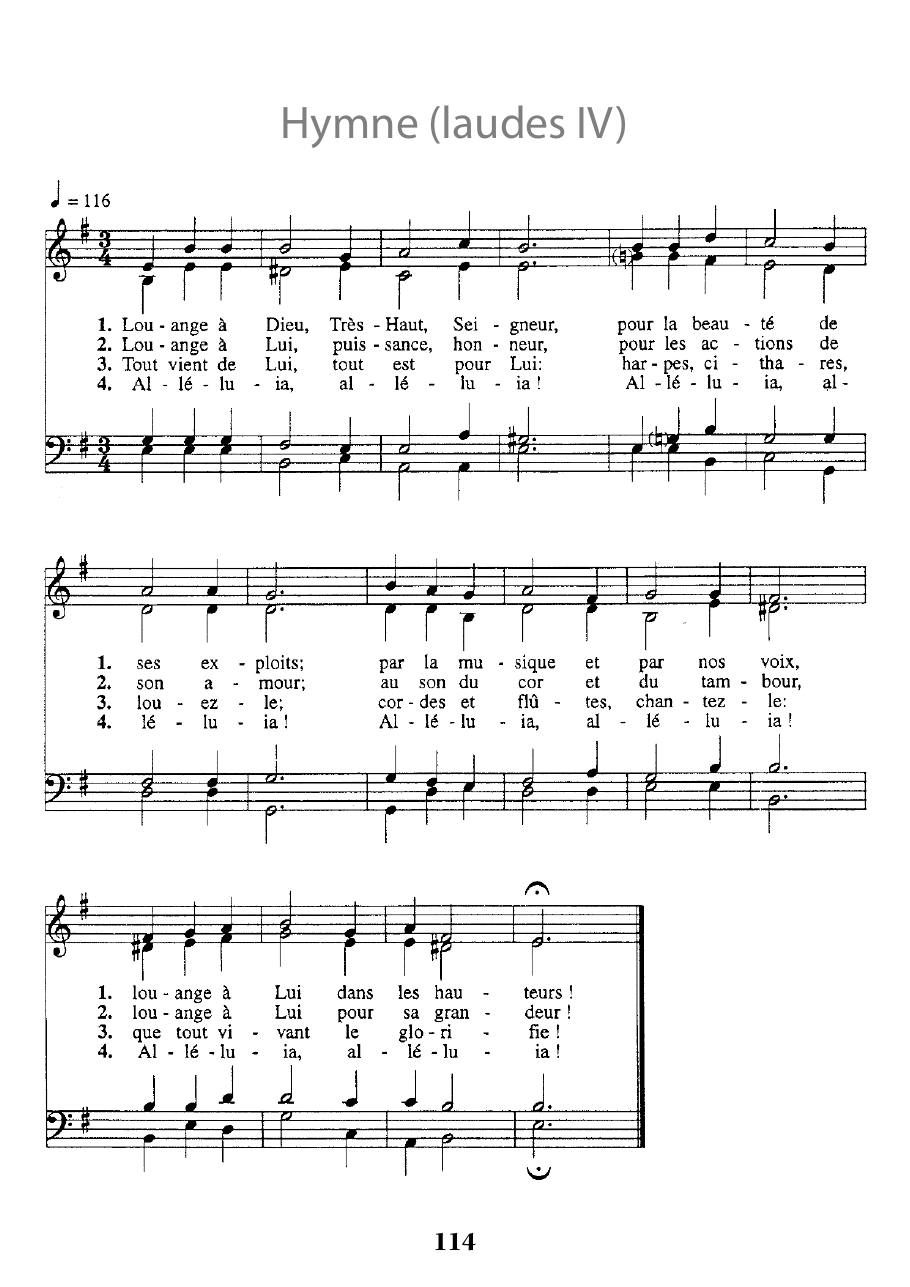 Hymne (laudes IV)
♩ = 116
1. Lou - ange à Dieu, Très - Haut, Sei - gneur, pour la beau - té de
2. Lou - ange à Lui, puis - sance, hon - neur, pour les ac - tions de
3. Tout vient de Lui, tout est pour Lui: har - pes, ci - tha - res,
4. Al - lé - lu - ia, al - lé - lu - ia ! Al - lé - lu - ia, al -
1. ses ex - ploits; par la mu - sique et par nos voix,
2. son a - mour; au son du cor et du tam - bour,
3. lou - ez - le; cor - des et flû - tes, chan - tez - le:
4. lé - lu - ia ! Al - lé - lu - ia, al - lé - lu - ia !
1. lou - ange à Lui dans les hau - teurs !
2. lou - ange à Lui pour sa gran - deur !
3. que tout vi - vant le glo - ri - fie !
4. Al - lé - lu - ia, al - lé - lu - ia !
114